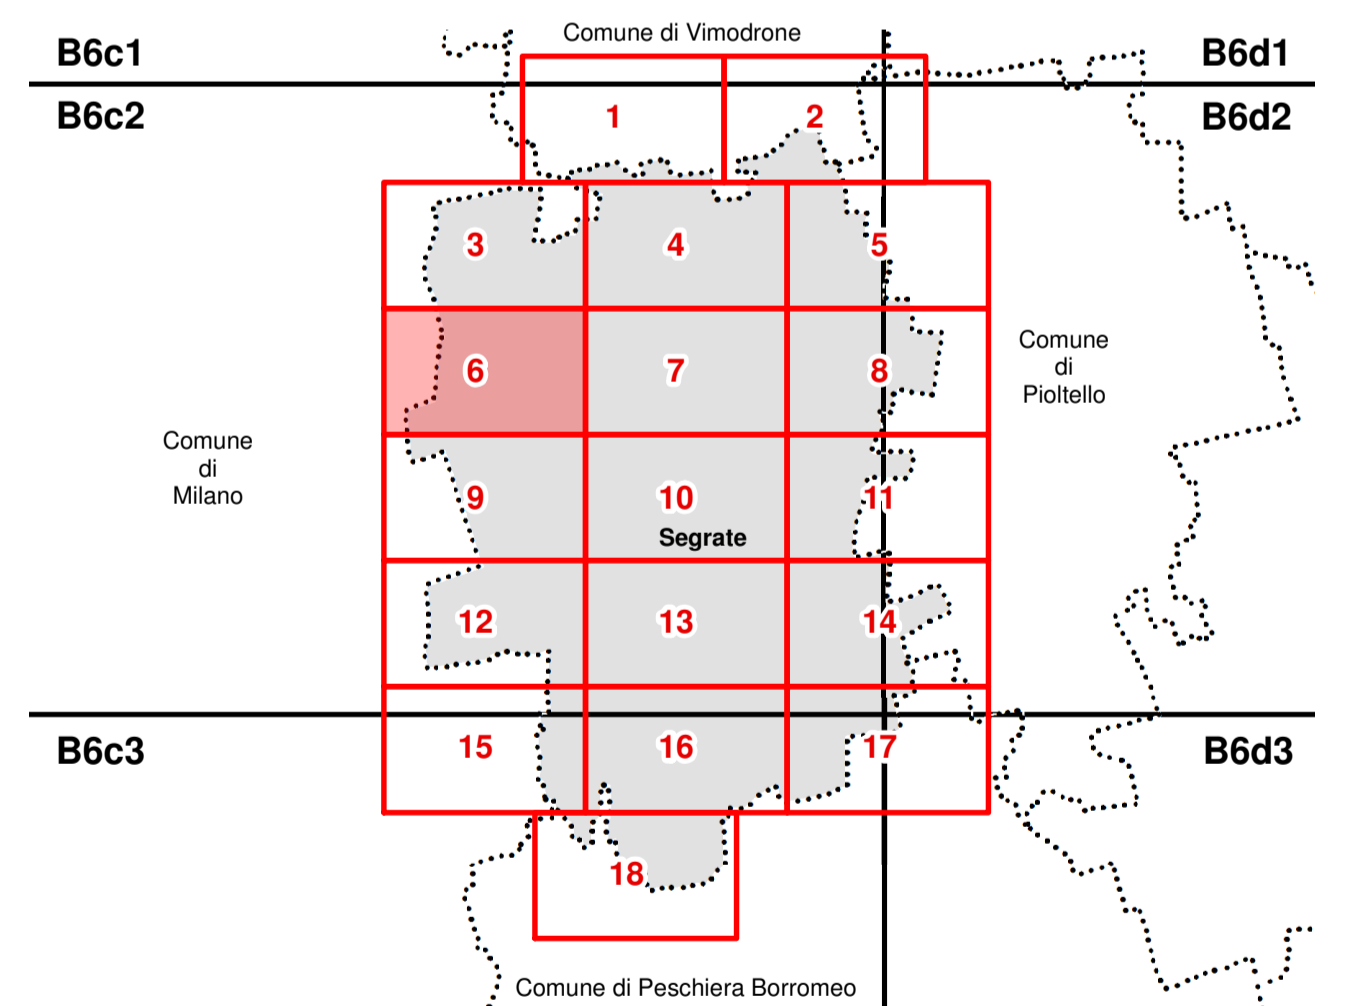 Comune di Vimodrone
B6c1
B6d1
B6c2
B6d2
1
2
3
4
5
6
7
8
Comune
di
Pioltello
Comune
di
Milano
9
10
11
Segrate
12
13
14
15
16
17
B6c3
B6d3
18
Comune di Peschiera Borromeo